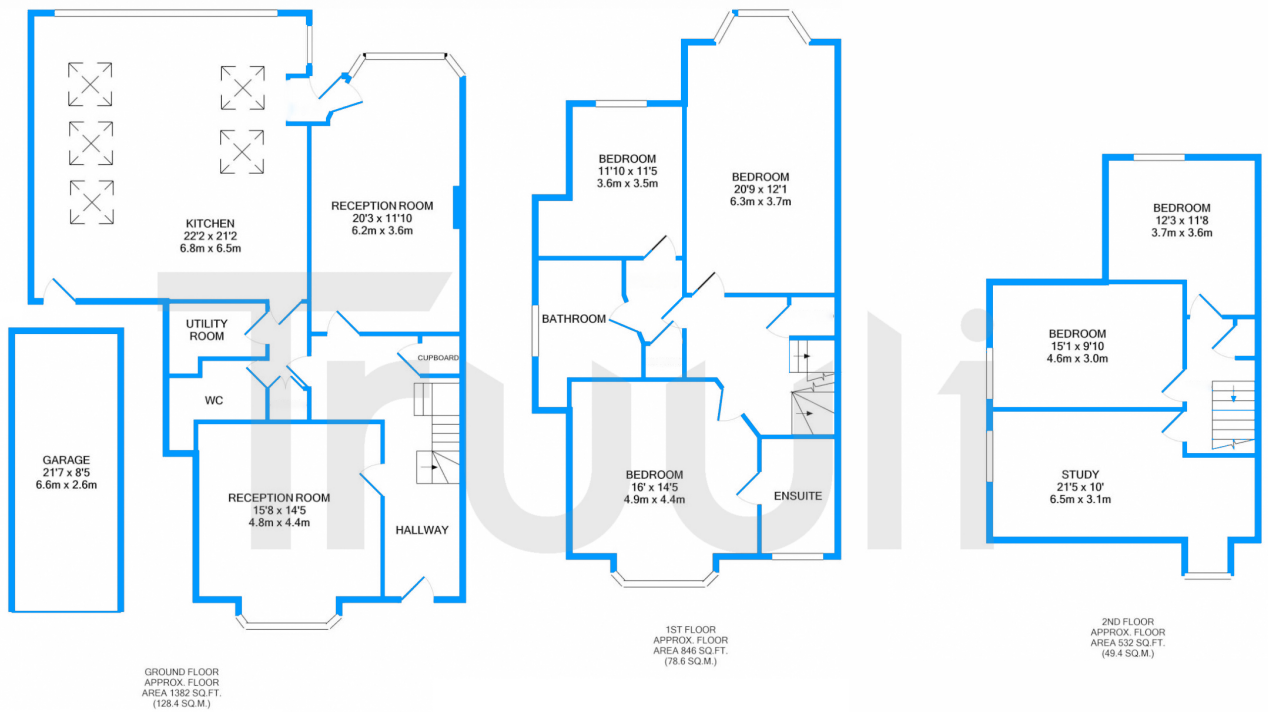 KITCHEN
22'2 x 21'2
6.8m x 6.5m
RECEPTION ROOM
20'3 x 11'10
6.2m x 3.6m
UTILITY
ROOM
CUPBOARD
WC
GARAGE
21'7 x 8'5
6.6m x 2.6m
RECEPTION ROOM
15'8 x 14'5
4.8m x 4.4m
HALLWAY
GROUND FLOOR
APPROX. FLOOR
AREA 1382 SQ.FT.
(128.4 SQ.M.)
BEDROOM
11'10 x 11'5
3.6m x 3.5m
BEDROOM
20'9 x 12'1
6.3m x 3.7m
BATHROOM
BEDROOM
16' x 14'5
4.9m x 4.4m
ENSUITE
1ST FLOOR
APPROX. FLOOR
AREA 846 SQ.FT.
(78.6 SQ.M.)
BEDROOM
12'3 x 11'8
3.7m x 3.6m
BEDROOM
15'1 x 9'10
4.6m x 3.0m
STUDY
21'5 x 10'
6.5m x 3.1m
2ND FLOOR
APPROX. FLOOR
AREA 532 SQ.FT.
(49.4 SQ.M.)
Truuli